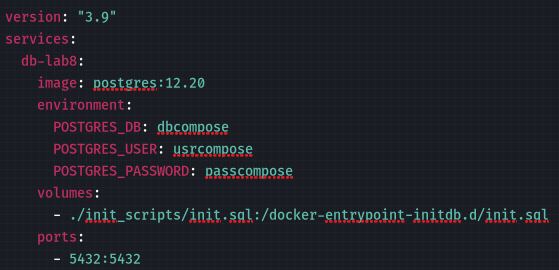 version: "3.9"
services:
  db-lab8:
    image: postgres:12.20
    environment:
      POSTGRES_DB: dbcompose
      POSTGRES_USER: usrcompose
      POSTGRES_PASSWORD: passcompose
    volumes:
      - ./init_scripts/init.sql:/docker-entrypoint-initdb.d/init.sql
    ports:
      - 5432:5432